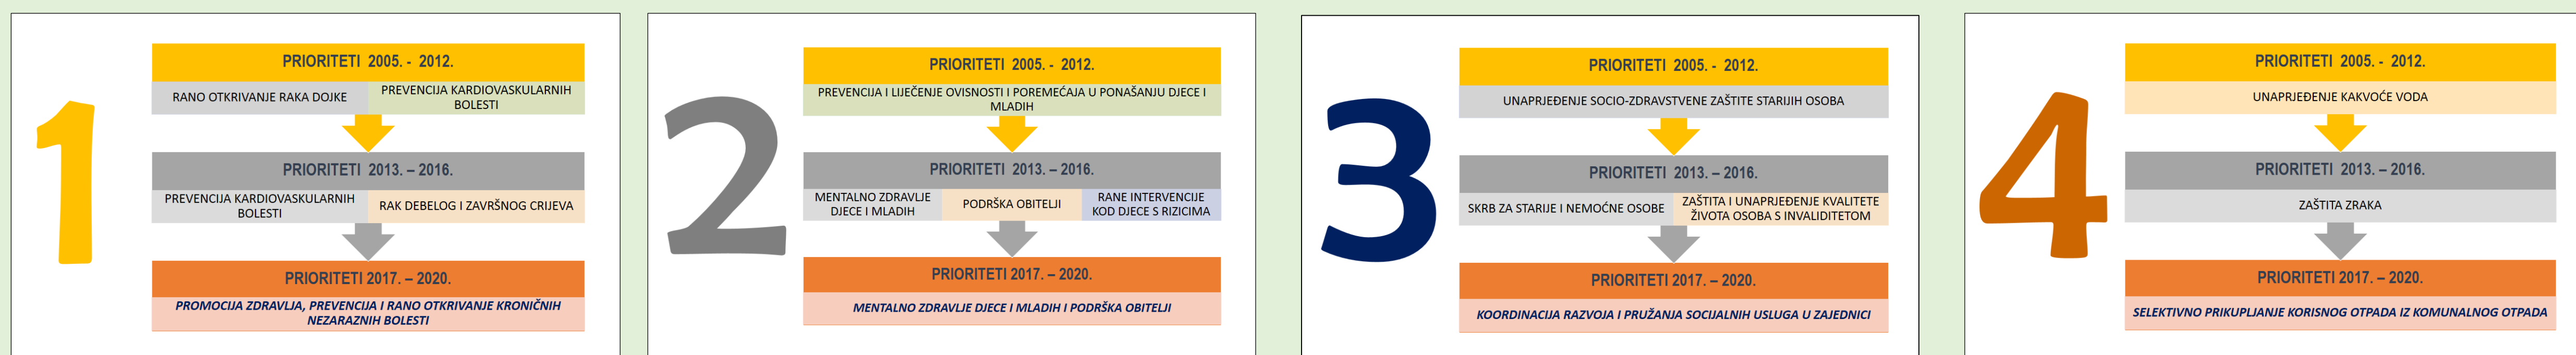 1
PRIORITETI 2005. - 2012.
RANO OTKRIVANJE RAKA DOJKE
PREVENCIJA KARDIOVASKULARNIH
BOLESTI
PRIORITETI 2013. – 2016.
PREVENCIJA KARDIOVASKULARNIH
BOLESTI
RAK DEBELOG I ZAVRŠNOG CRIJEVA
PRIORITETI 2017. – 2020.
PROMOCIJA ZDRAVLJA, PREVENCIJA I RANO OTKRIVANJE KRONIČNIH
NEZARAZNIH BOLESTI
2
PRIORITETI 2005. - 2012.
PREVENCIJA I LIJEČENJE OVISNOSTI I POREMEĆAJA U PONAŠANJU DJECE I
MLADIH
PRIORITETI 2013. – 2016.
MENTALNO ZDRAVLJE
DJECE I MLADIH
PODRŠKA OBITELJI
RANE INTERVENCIJE
KOD DJECE S RIZICIMA
PRIORITETI 2017. – 2020.
MENTALNO ZDRAVLJE DJECE I MLADIH I PODRŠKA OBITELJI
3
PRIORITETI 2005. - 2012.
UNAPRJEĐENJE SOCIO-ZDRAVSTVENE ZAŠTITE STARIJIH OSOBA
PRIORITETI 2013. – 2016.
SKRB ZA STARIJE I NEMOĆNE OSOBE
ZAŠTITA I UNAPRJEĐENJE KVALITETE
ŽIVOTA OSOBA S INVALIDITETOM
PRIORITETI 2017. – 2020.
KOORDINACIJA RAZVOJA I PRUŽANJA SOCIJALNIH USLUGA U ZAJEDNICI
4
PRIORITETI 2005. - 2012.
UNAPRJEĐENJE KAKVOĆE VODA
PRIORITETI 2013. – 2016.
ZAŠTITA ZRAKA
PRIORITETI 2017. – 2020.
SELEKTIVNO PRIKUPLJANJE KORISNOG OTPADA IZ KOMUNALNOG OTPADA